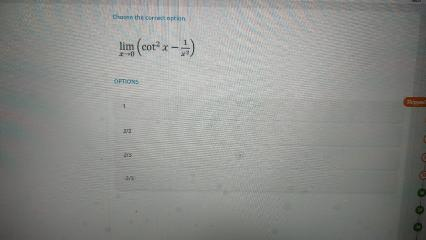 Choose the correct option.
lim x→0 (cot² x − 1/x²)
OPTIONS
1
2/3
-2/3